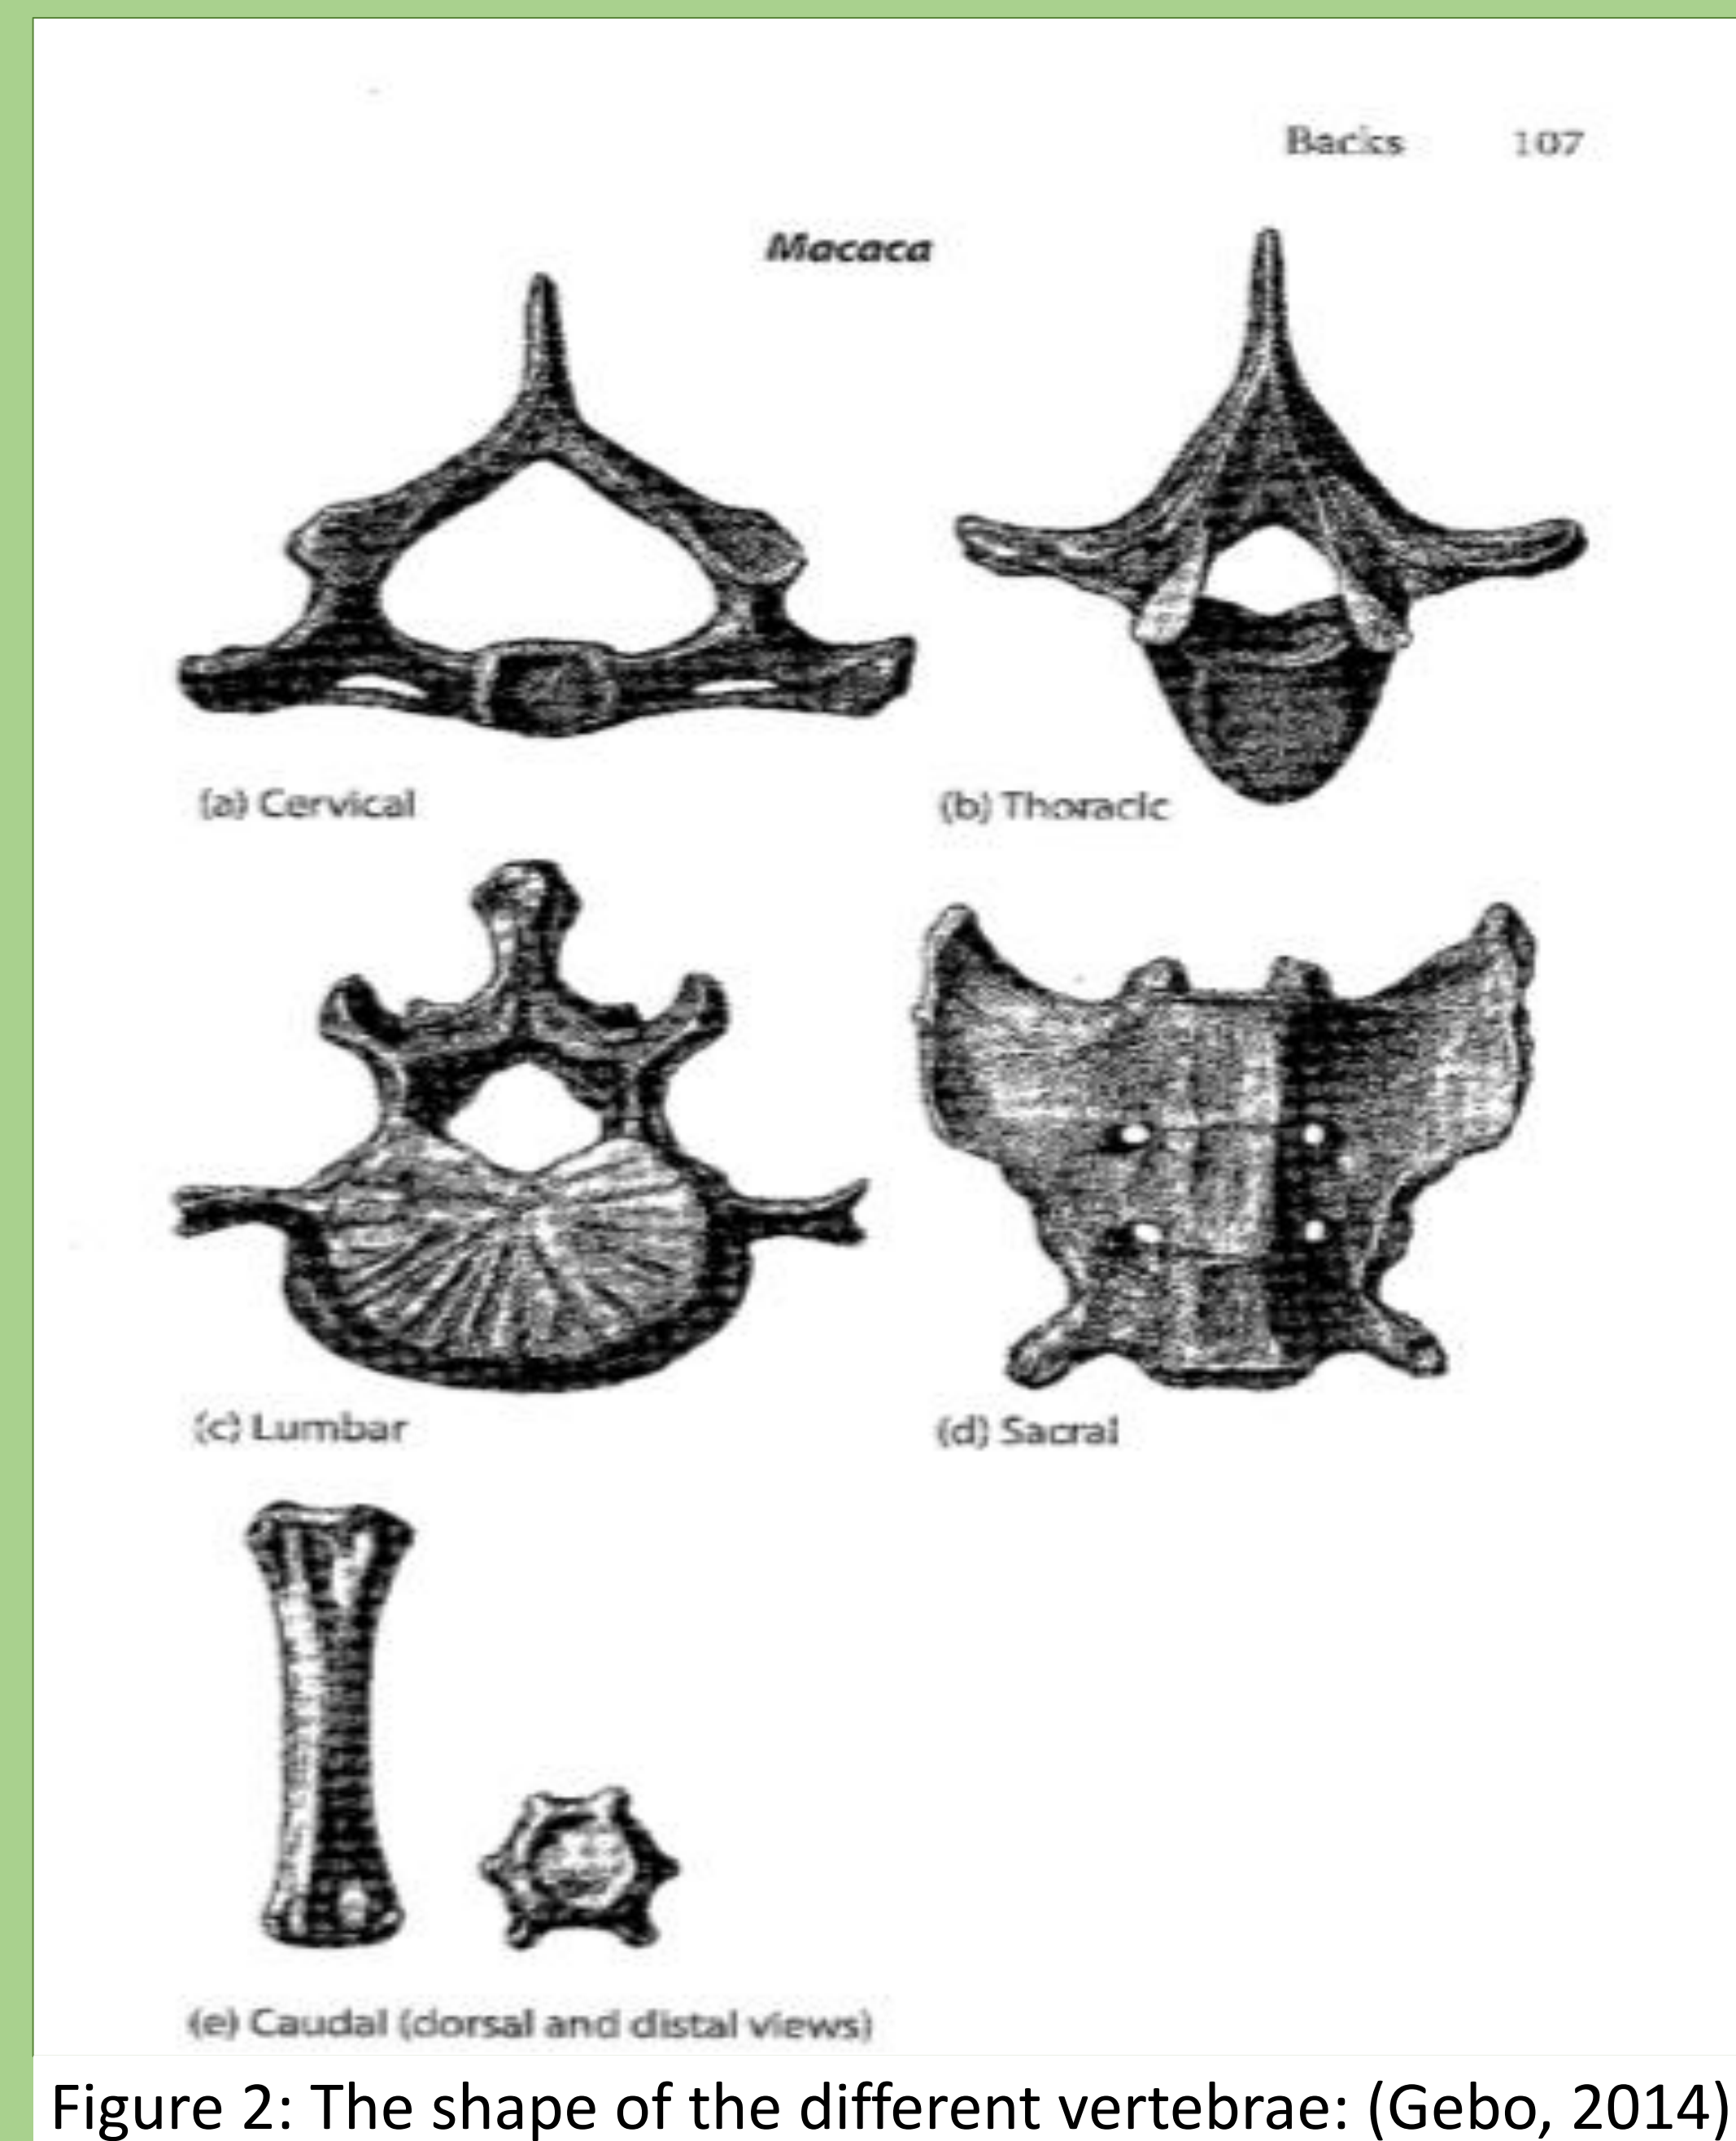 Backs 107
Macaca
(a) Cervical
(b) Thoracic
(c) Lumbar
(d) Sacral
(e) Caudal (dorsal and distal views)
Figure 2: The shape of the different vertebrae: (Gebo, 2014)